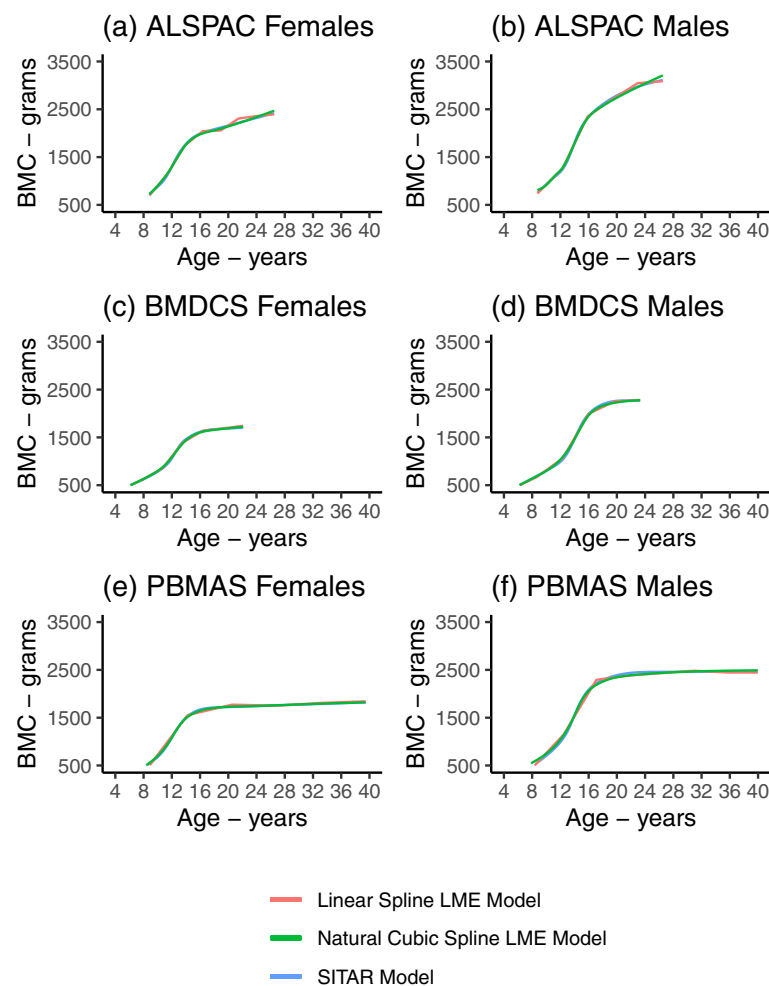 (a) ALSPAC Females
(b) ALSPAC Males
BMC – grams
3500
2500
1500
500
4 8 12 16 20 24 28 32 36 40
Age – years
BMC – grams
3500
2500
1500
500
4 8 12 16 20 24 28 32 36 40
Age – years
(c) BMDCS Females
(d) BMDCS Males
BMC – grams
3500
2500
1500
500
4 8 12 16 20 24 28 32 36 40
Age – years
BMC – grams
3500
2500
1500
500
4 8 12 16 20 24 28 32 36 40
Age – years
(e) PBMAS Females
(f) PBMAS Males
BMC – grams
3500
2500
1500
500
4 8 12 16 20 24 28 32 36 40
Age – years
BMC – grams
3500
2500
1500
500
4 8 12 16 20 24 28 32 36 40
Age – years
Linear Spline LME Model
Natural Cubic Spline LME Model
SITAR Model